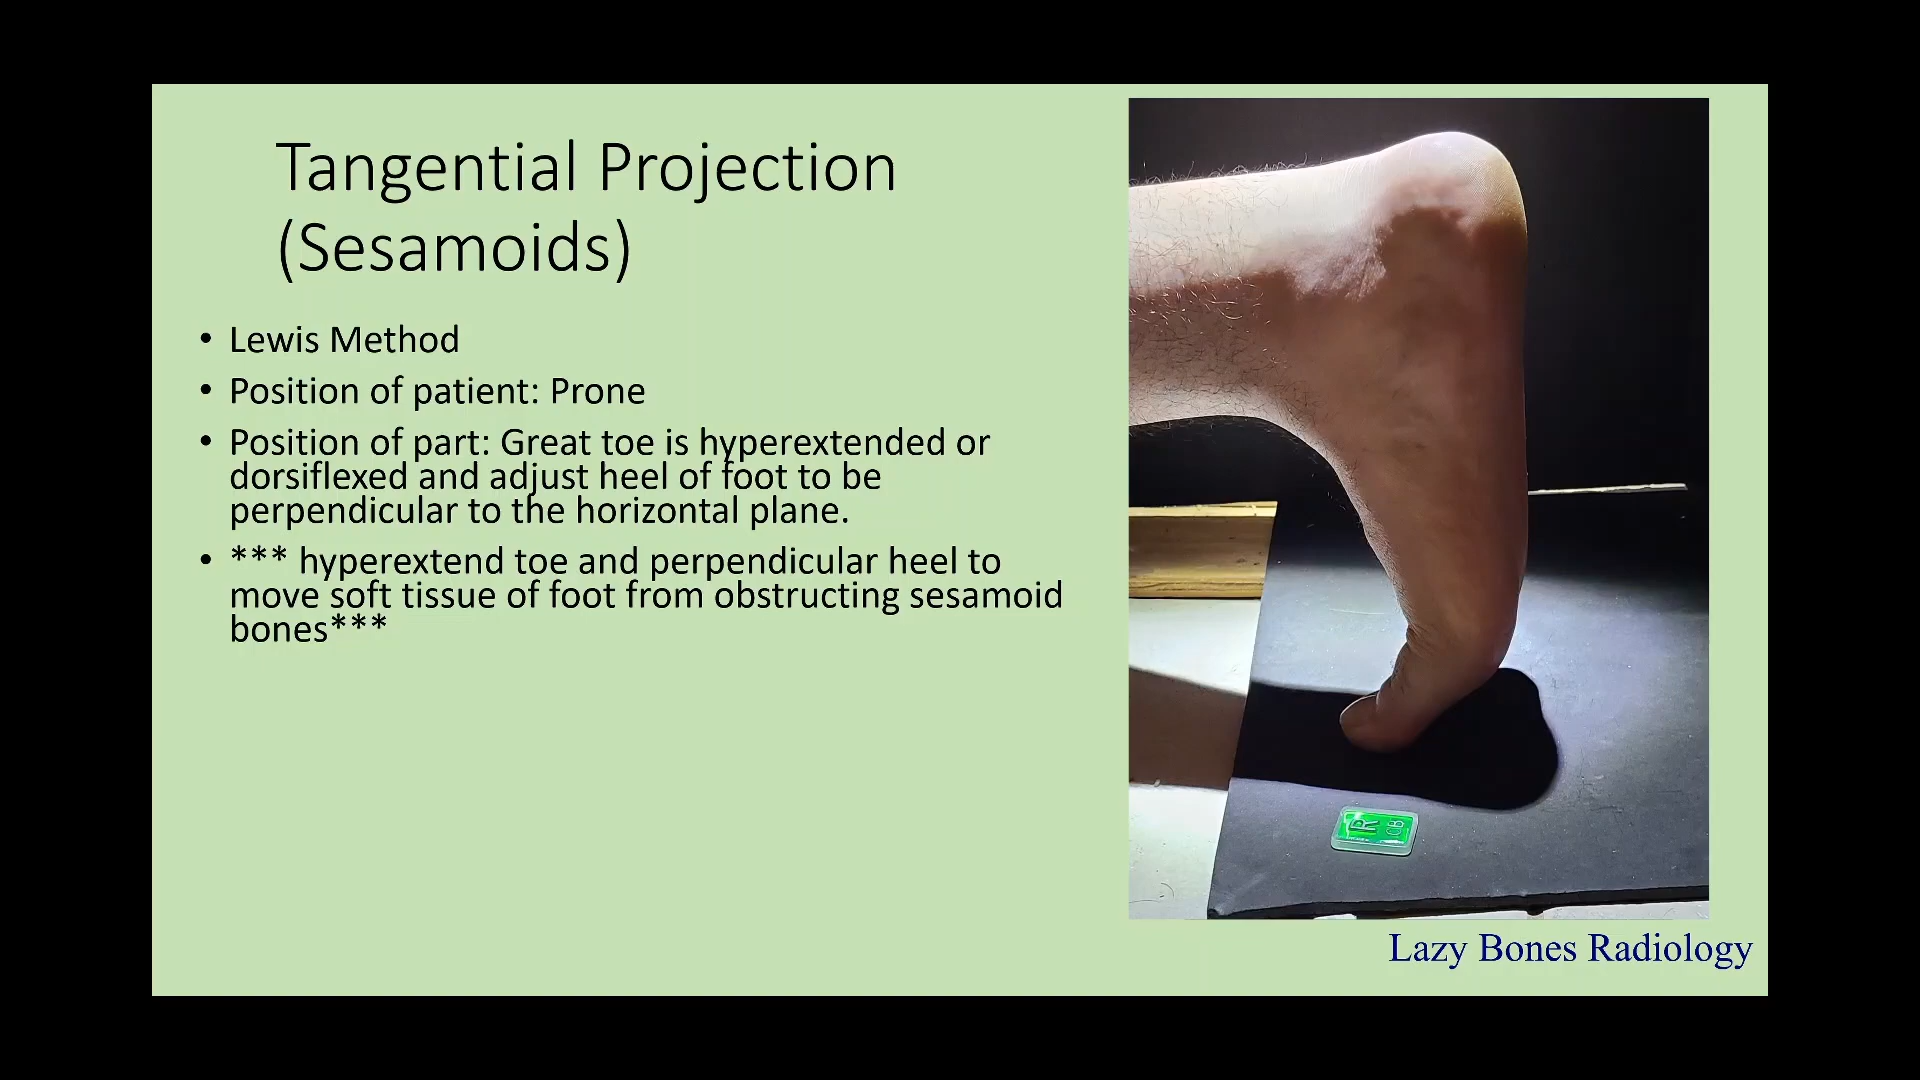 Tangential Projection
(Sesamoids)
• Lewis Method
• Position of patient: Prone
• Position of part: Great toe is hyperextended or
dorsiflexed and adjust heel of foot to be
perpendicular to the horizontal plane.
• *** hyperextend toe and perpendicular heel to
move soft tissue of foot from obstructing sesamoid
bones***
R
CB
Lazy Bones Radiology